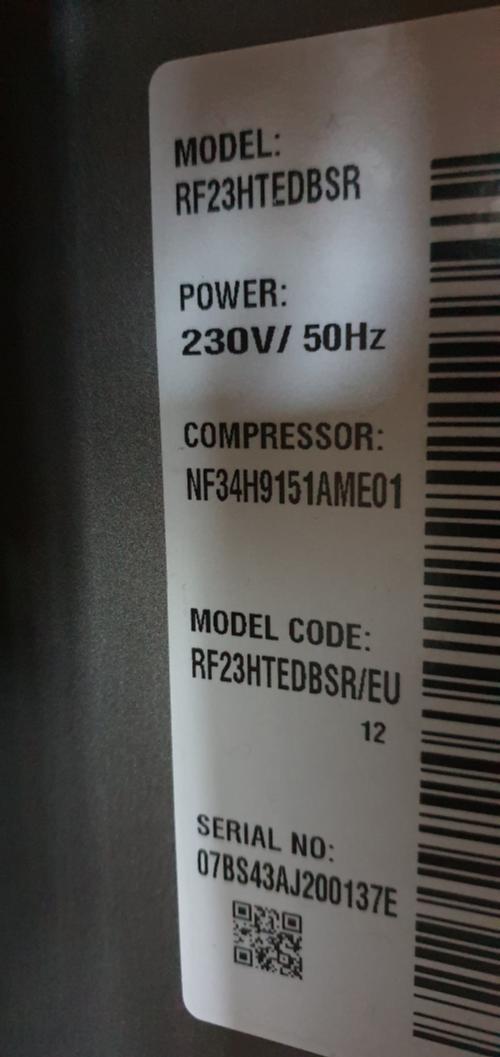 MODEL:
RF23HTEDBSR
POWER:
230V/ 50Hz
COMPRESSOR:
NF34H9151AME01
MODEL CODE:
RF23HTEDBSR/EU
12
SERIAL NO:
07BS43AJ200137E